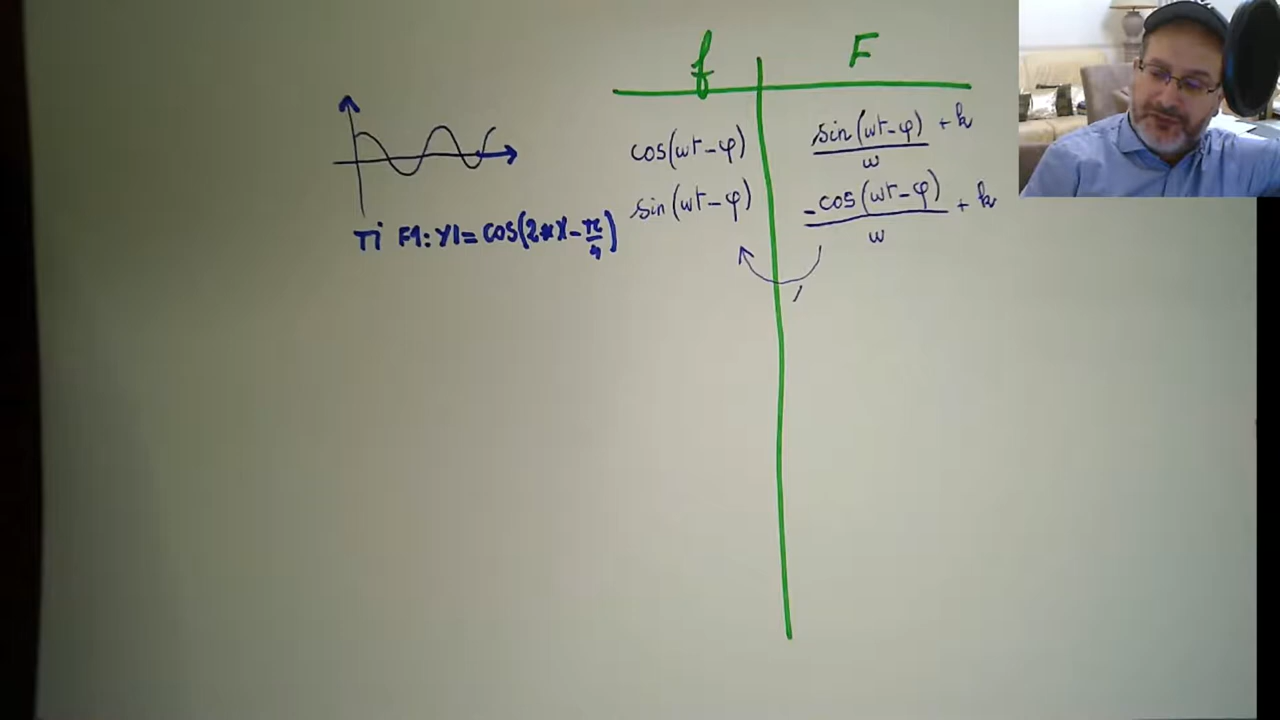 f F
cos(ωt-φ) sin(ωt-φ)/ω + k
sin(ωt-φ) -cos(ωt-φ)/ω + k
Ti F1: Y1=cos(2*X-π/4)